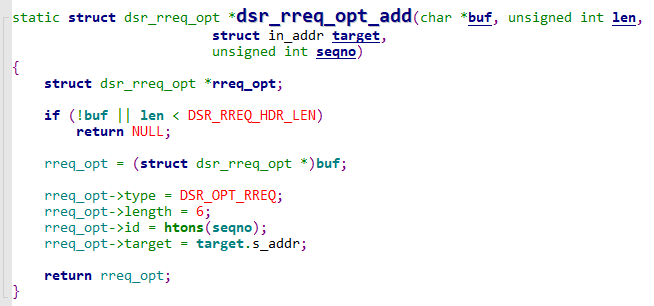 static struct dsr_rreq_opt *dsr_rreq_opt_add(char *buf, unsigned int len,
                         struct in_addr target,
                         unsigned int seqno)
{
    struct dsr_rreq_opt *rreq_opt;

    if (!buf || len < DSR_RREQ_HDR_LEN)
        return NULL;

    rreq_opt = (struct dsr_rreq_opt *)buf;

    rreq_opt->type = DSR_OPT_RREQ;
    rreq_opt->length = 6;
    rreq_opt->id = htons(seqno);
    rreq_opt->target = target.s_addr;

    return rreq_opt;
}